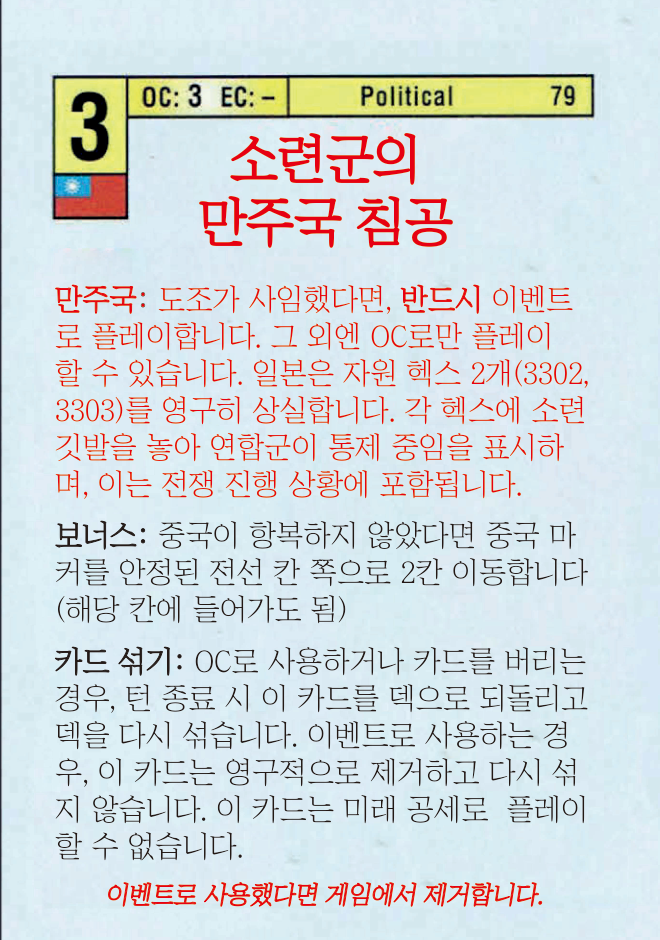 3
OC: 3 EC: –
Political
79
소련군의
만주국 침공
만주국: 도조가 사임했다면, 반드시 이벤트
로 플레이합니다. 그 외엔 OC로만 플레이
할 수 있습니다. 일본은 자원 헥스 2개(3302,
3303)를 영구히 상실합니다. 각 헥스에 소련
깃발을 놓아 연합군이 통제 중임을 표시하
며, 이는 전쟁 진행 상황에 포함됩니다.
보너스: 중국이 항복하지 않았다면 중국 마
커를 안정된 전선 칸 쪽으로 2칸 이동합니다
(해당 칸에 들어가도 됨)
카드 섞기: OC로 사용하거나 카드를 버리는
경우, 턴 종료 시 이 카드를 덱으로 되돌리고
덱을 다시 섞습니다. 이벤트로 사용하는 경
우, 이 카드는 영구적으로 제거하고 다시 섞
지 않습니다. 이 카드는 미래 공세로 플레이
할 수 없습니다.
이벤트로 사용했다면 게임에서 제거합니다.